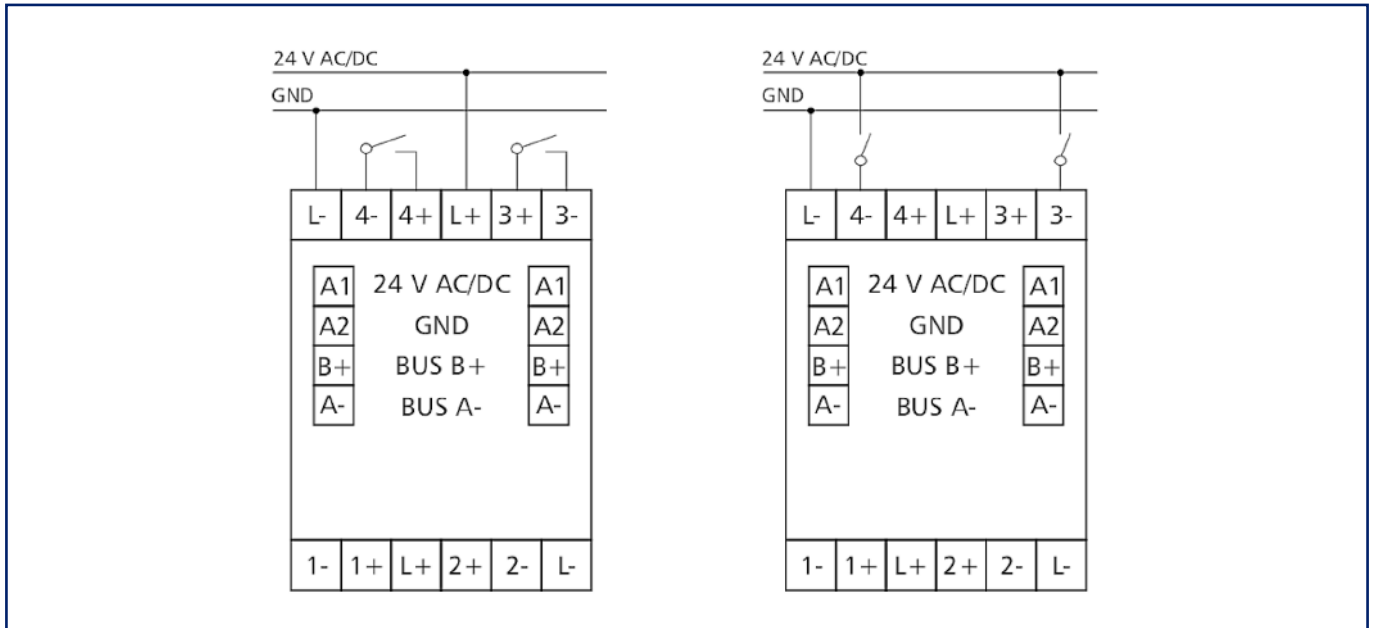 24 V AC/DC
GND
L- 4- 4+ L+ 3+ 3-
A1 24 V AC/DC A1
A2 GND A2
B+ BUS B+ B+
A- BUS A- A-
1- 1+ L+ 2+ 2- L-
24 V AC/DC
GND
L- 4- 4+ L+ 3+ 3-
A1 24 V AC/DC A1
A2 GND A2
B+ BUS B+ B+
A- BUS A- A-
1- 1+ L+ 2+ 2- L-